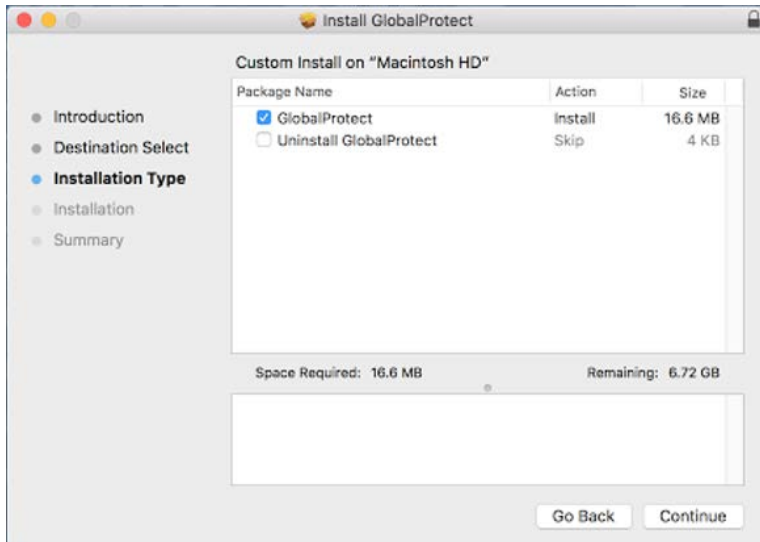 Install GlobalProtect
Custom Install on "Macintosh HD"
Package Name Action Size
GlobalProtect Install 16.6 MB
Uninstall GlobalProtect Skip 4 KB
Introduction
Destination Select
Installation Type
Installation
Summary
Space Required: 16.6 MB Remaining: 6.72 GB
Go Back Continue